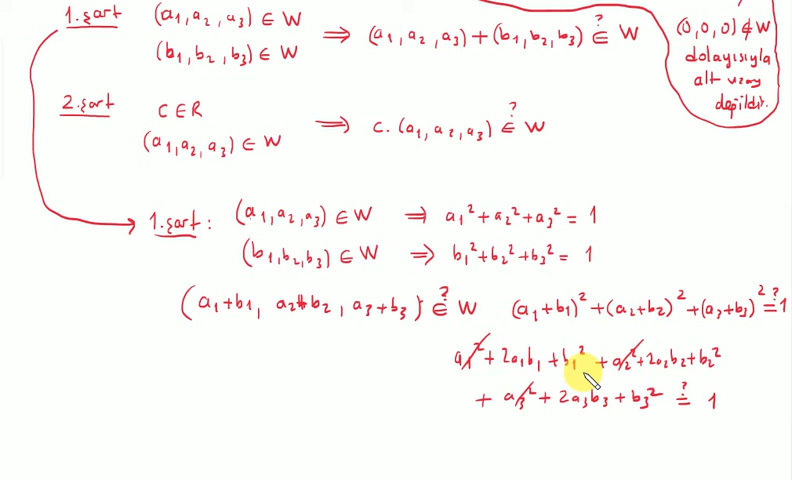 1. şart (a₁, a₂, a₃) ∈ W
(b₁, b₂, b₃) ∈ W ⟹ (a₁, a₂, a₃) + (b₁, b₂, b₃) ∈? W
2. şart C ∈ R
(a₁, a₂, a₃) ∈ W ⟹ c. (a₁, a₂, a₃) ∈? W
(0, 0, 0) ∉ W
dolayısıyla
alt uzay
değildir.
1. şart : (a₁, a₂, a₃) ∈ W ⟹ a₁² + a₂² + a₃² = 1
(b₁, b₂, b₃) ∈ W ⟹ b₁² + b₂² + b₃² = 1
(a₁+b₁, a₂+b₂, a₃+b₃) ∈? W (a₁+b₁)² + (a₂+b₂)² + (a₃+b₃)² =? 1
a₁² + 2a₁b₁ + b₁² + a₂² + 2a₂b₂ + b₂²
+ a₃² + 2a₃b₃ + b₃² =? 1